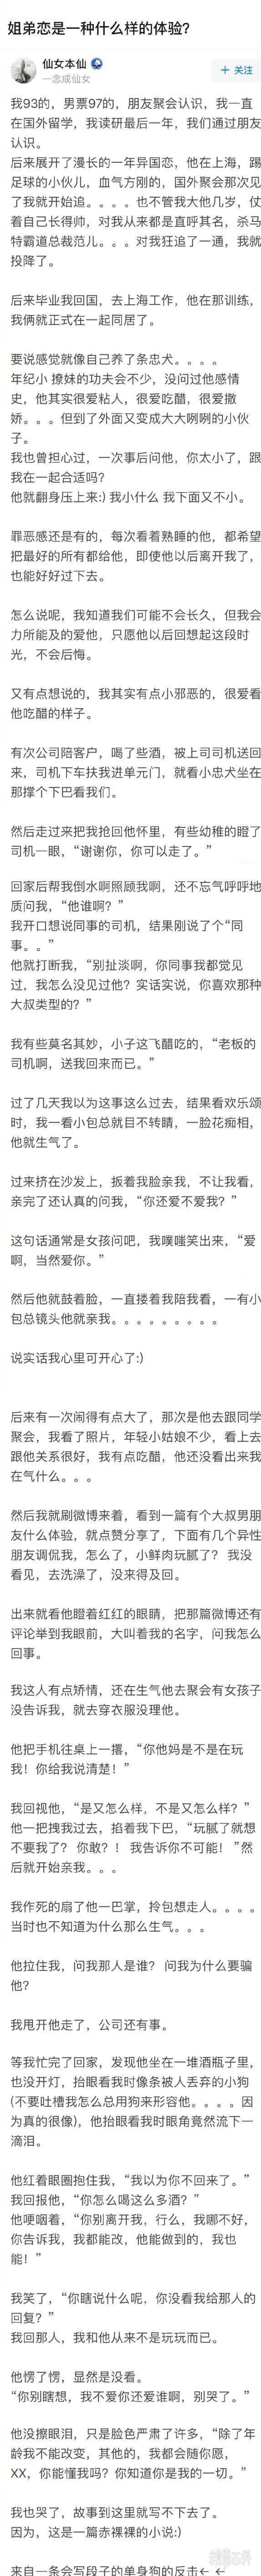 姐弟恋是一种什么样的体验?
仙女本仙
一念成仙女
+ 关注
我93的，男票97的，朋友聚会认识，我一直
在国外留学，我读研最后一年，我们通过朋友
认识。
后来展开了漫长的一年异国恋，他在上海，踢
足球的小伙儿，血气方刚的，国外聚会那次见
了我就开始追。。。。也不管我大他几岁，仗
着自己长得帅，对我从来都是直呼其名，杀马
特霸道总裁范儿。。。对我狂追了一通，我就
投降了。
后来毕业我回国，去上海工作，他在那训练，
我俩就正式在一起同居了。
要说感觉就像自己养了条忠犬。。。。
年纪小 撩妹的功夫会不少，没问过他感情
史，他其实很爱粘人，很爱吃醋，很爱撒
娇。。。但到了外面又变成大大咧咧的小伙
子。
我也曾担心过，一次事后问他，你太小了，跟
我在一起合适吗?
他就翻身压上来:) 我小什么 我下面又不小。
罪恶感还是有的，每次看着熟睡的他，都希望
把最好的所有都给他，即使他以后离开我了，
也能好好过下去。
怎么说呢，我知道我们可能不会长久，但我会
力所能及的爱他，只愿他以后回想起这段时
光，不会后悔。
又有点想说的，我其实有点小邪恶的，很爱看
他吃醋的样子。
有次公司陪客户，喝了些酒，被上司司机送回
来，司机下车扶我进单元门，就看小忠犬坐在
那撑个下巴看我们。
然后走过来把我抢回他怀里，有些幼稚的瞪了
司机一眼，“谢谢你，你可以走了。”
回家后帮我倒水啊照顾我啊，还不忘气呼呼地
质问我，“他谁啊？”
我开口想说同事的司机，结果刚说了个“同
事。。”
他就打断我，“别扯淡啊，你同事我都觉见
过，我怎么没见过他？实话实说，你喜欢那种
大叔类型的？”
我有些莫名其妙，小子这飞醋吃的，“老板的
司机啊，送我回来而已。”
过了几天我以为这事这么过去，结果看欢乐颂
时，我一看小包总就目不转睛，一脸花痴相，
他就生气了。
过来挤在沙发上，扳着我脸亲我，不让我看，
亲完了还认真的问我，“你还爱不爱我？”
这句话通常是女孩问吧，我噗嗤笑出来，“爱
啊，当然爱你。”
然后他就鼓着脸，一直搂着我陪我看，一有小
包总镜头他就亲我。。。。。。。。。
说实话我心里可开心了:)
后来有一次闹得有点大了，那次是他去跟同学
聚会，我看了照片，年轻小姑娘不少，看上去
跟他关系很好，我有点吃醋，他还没看出来我
在气什么。。。
然后我就刷微博来着，看到一篇有个大叔男朋
友什么体验，就点赞分享了，下面有几个异性
朋友调侃我，怎么了，小鲜肉玩腻了？ 我没
看见，去洗澡了，没来得及回。
出来就看他瞪着红红的眼睛，把那篇微博还有
评论举到我眼前，大叫着我的名字，问我怎么
回事。
我这人有点矫情，还在生气他去聚会有女孩子
没告诉我，就去穿衣服没理他。
他把手机往桌上一撂，“你他妈是不是在玩
我！你给我说清楚！”
我回视他，“是又怎么样，不是又怎么样？”
他一把拽我过去，掐着我下巴，“玩腻了就想
不要我了？ 你敢？！ 我告诉你不可能！”然
后就开始亲我。。。
我作死的扇了他一巴掌，拎包想走人。。。。
当时也不知道为什么那么生气。。。
他拉住我，问我那人是谁？ 问我为什么要骗
他?
我甩开他走了，公司还有事。
等我忙完了回家，发现他坐在一堆酒瓶子里，
也没开灯，抬眼看我时像条被人丢弃的小狗
(不要吐槽我怎么总用狗来形容他。。。。因
为真的很像)，他抬眼看我时眼角竟然流下一
滴泪。
他红着眼圈抱住我，“我以为你不回来了。”
我回报他，“你怎么喝这么多酒？”
他哽咽着，“你别离开我，行么，我哪不好，
你告诉我，我都能改，他能做到的，我也
能！”
我笑了，“你瞎说什么呢，你没看我给那人的
回复？”
我回那人，我和他从来不是玩玩而已。
他愣了愣，显然是没看。
“你别瞎想，我不爱你还爱谁啊，别哭了。”
他没擦眼泪，只是脸色严肃了许多，“除了年
龄我不能改变，其他的，我都会随你愿，
XX，你能懂我吗？你知道你是我的一切。”
我也哭了，故事到这里就写不下去了。
因为，这是一篇赤裸裸的小说:)
来自一条会写段子的单身狗的反击← ←